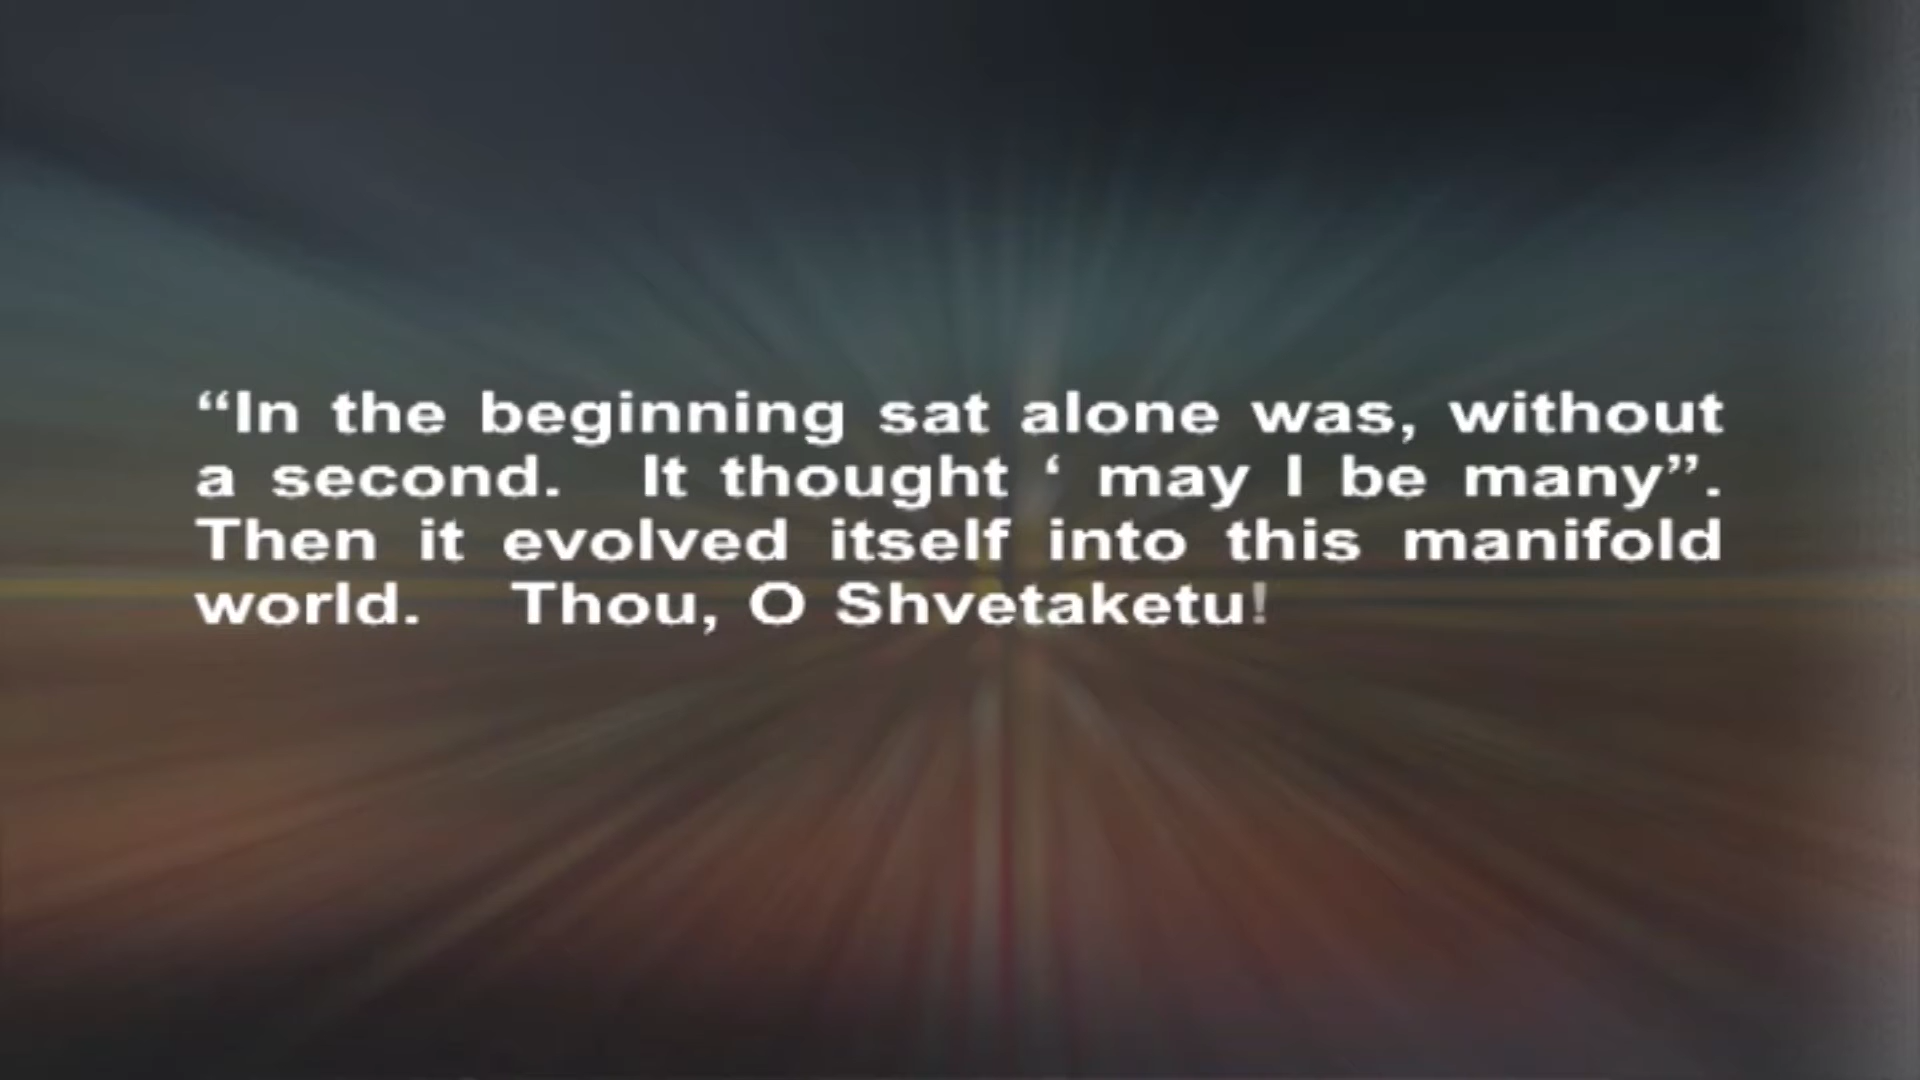 “In the beginning sat alone was, without
a second. It thought ‘ may I be many”.
Then it evolved itself into this manifold
world. Thou, O Shvetaketu!